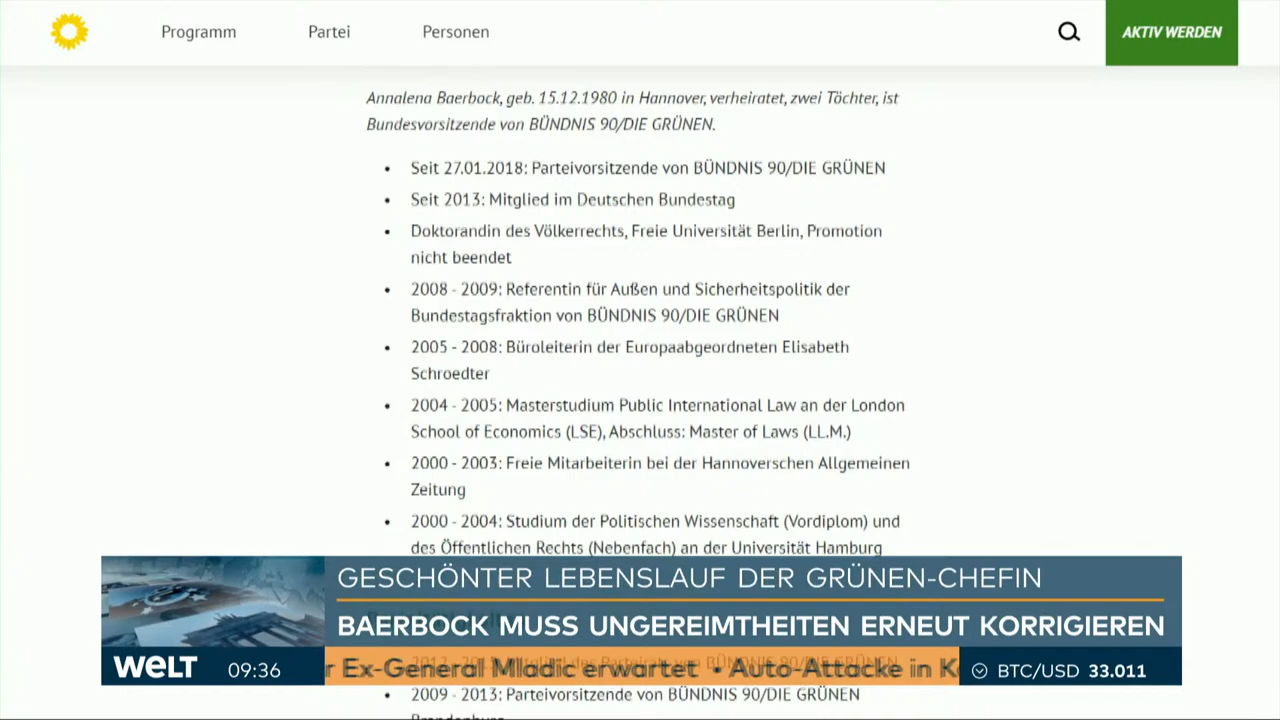 Programm Partei Personen AKTIV WERDEN
Annalena Baerbock, geb. 15.12.1980 in Hannover, verheiratet, zwei Töchter, ist
Bundesvorsitzende von BÜNDNIS 90/DIE GRÜNEN.
• Seit 27.01.2018: Parteivorsitzende von BÜNDNIS 90/DIE GRÜNEN
• Seit 2013: Mitglied im Deutschen Bundestag
• Doktorandin des Völkerrechts, Freie Universität Berlin, Promotion
nicht beendet
• 2008 - 2009: Referentin für Außen und Sicherheitspolitik der
Bundestagsfraktion von BÜNDNIS 90/DIE GRÜNEN
• 2005 - 2008: Büroleiterin der Europaabgeordneten Elisabeth
Schroedter
• 2004 - 2005: Masterstudium Public International Law an der London
School of Economics (LSE), Abschluss: Master of Laws (LL.M.)
• 2000 - 2003: Freie Mitarbeiterin bei der Hannoverschen Allgemeinen
Zeitung
• 2000 - 2004: Studium der Politischen Wissenschaft (Vordiplom) und
des Öffentlichen Rechts (Nebenfach) an der Universität Hamburg
GESCHÖNTER LEBENSLAUF DER GRÜNEN-CHEFIN
BAERBOCK MUSS UNGEREIMTHEITEN ERNEUT KORRIGIEREN
WELT 09:36 r Ex-General Mladic erwartet • Auto-Attacke in K BTC/USD 33.011
• 2009 - 2013: Parteivorsitzende von BÜNDNIS 90/DIE GRÜNEN